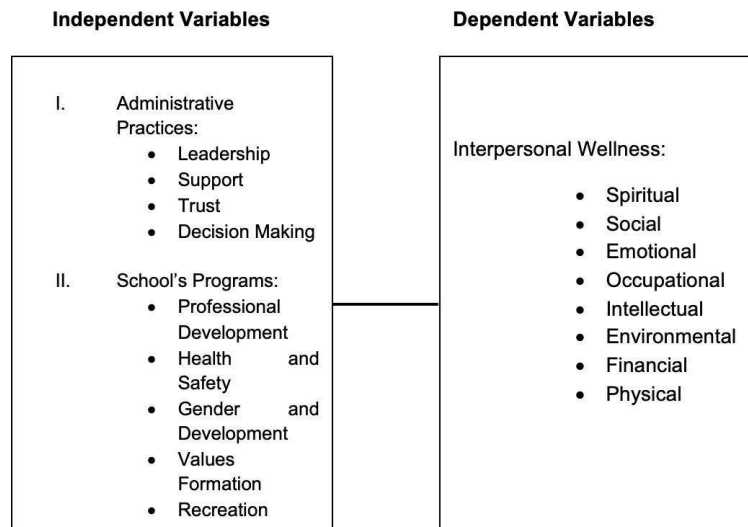 Independent Variables
Dependent Variables
I. Administrative
Practices:
• Leadership
• Support
• Trust
• Decision Making
II. School’s Programs:
• Professional
Development
• Health and
Safety
• Gender and
Development
• Values
Formation
• Recreation
Interpersonal Wellness:
• Spiritual
• Social
• Emotional
• Occupational
• Intellectual
• Environmental
• Financial
• Physical